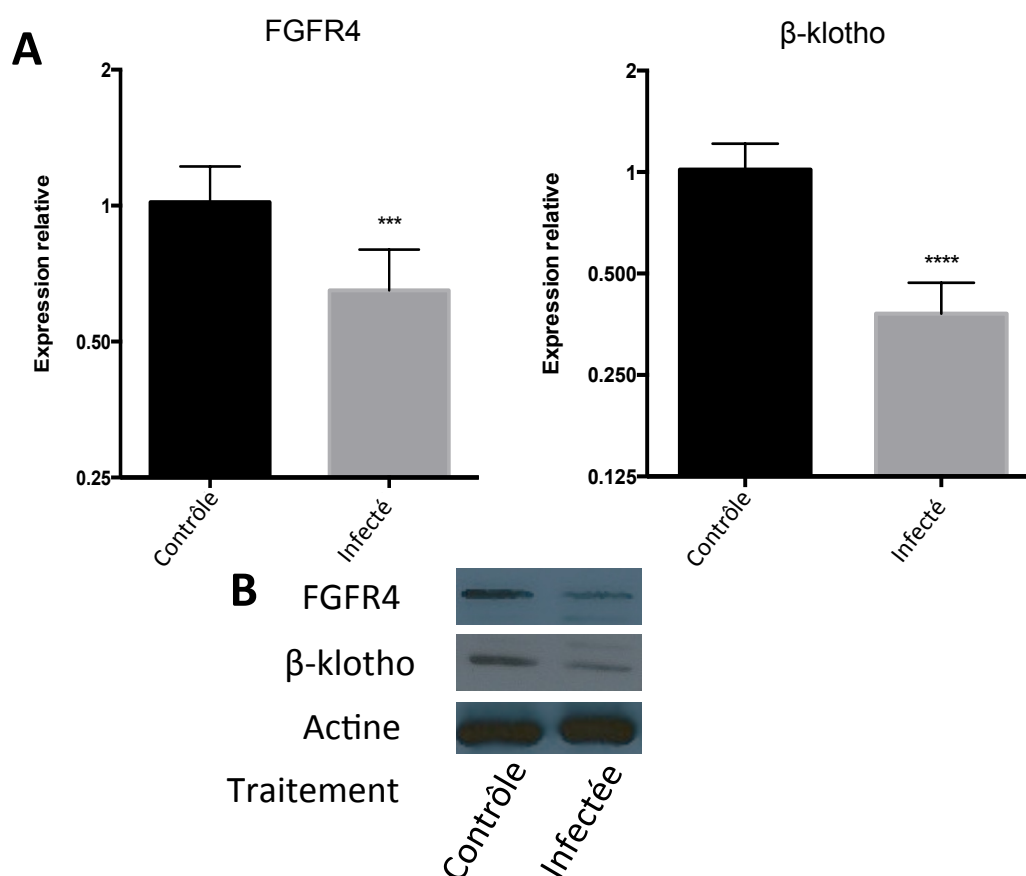 A
FGFR4
Expression relative
2
1
***
0.50
0.25
Contrôle
Infecté
β-klotho
Expression relative
2
1
0.500
****
0.250
0.125
Contrôle
Infecté
B
FGFR4
β-klotho
Actine
Traitement
Contrôle
Infectée